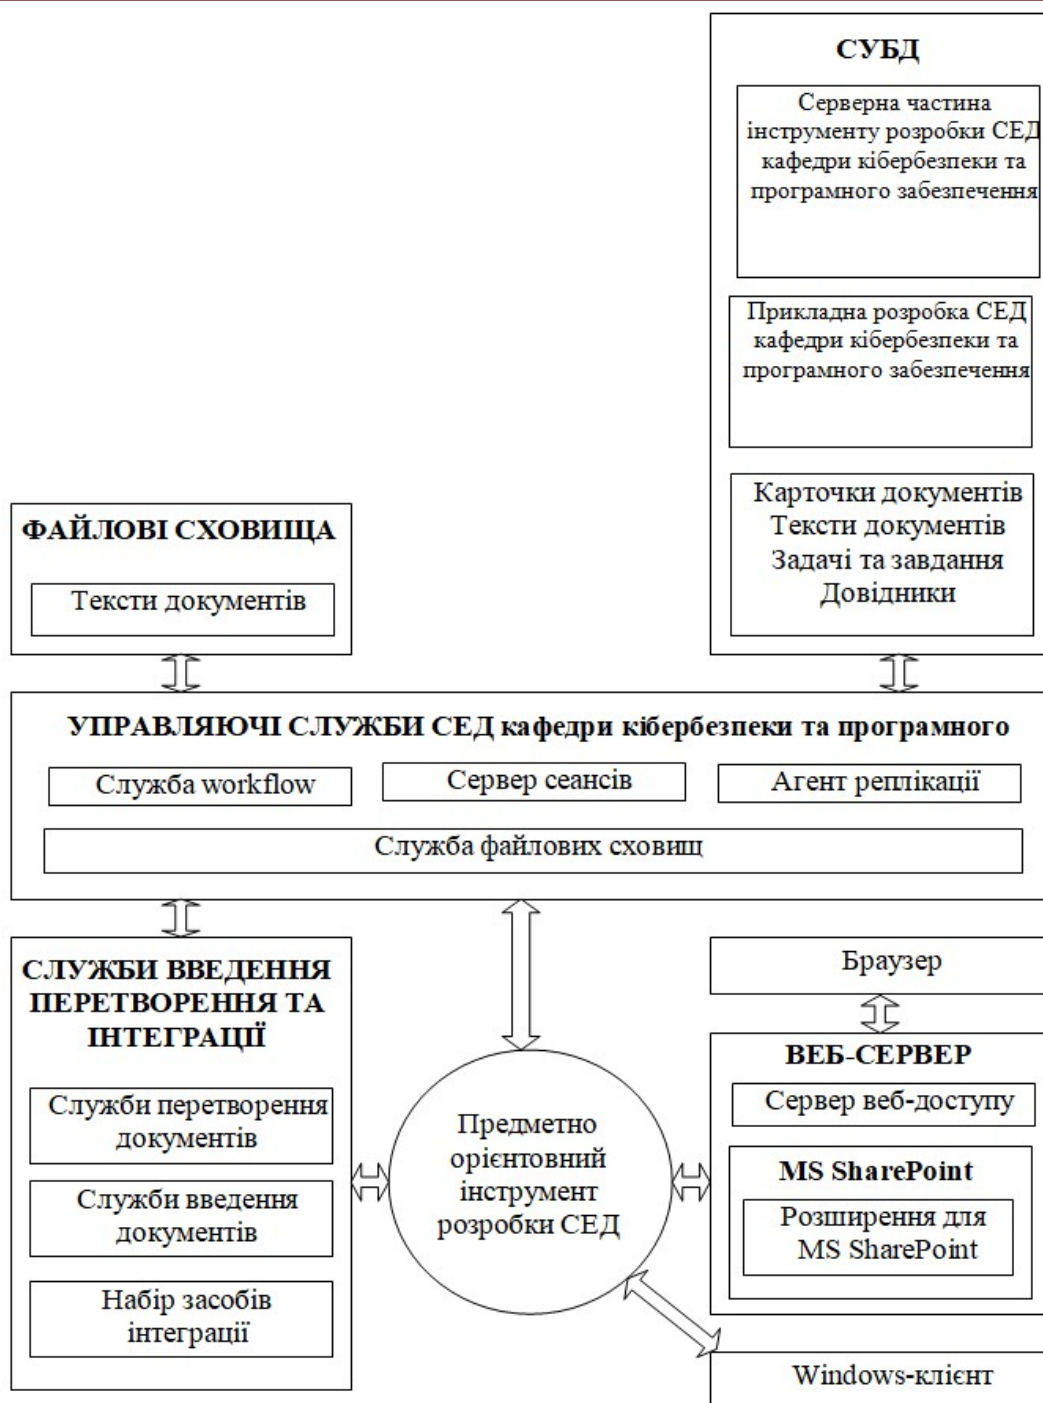 СУБД
Серверна частина
інструменту розробки СЕД
кафедри кібербезпеки та
програмного забезпечення
Прикладна розробка СЕД
кафедри кібербезпеки та
програмного забезпечення
Карточки документів
Тексти документів
Задачі та завдання
Довідники
ФАЙЛОВІ СХОВИЩА
Тексти документів
УПРАВЛЯЮЧІ СЛУЖБИ СЕД кафедри кібербезпеки та програмного
Служба workflow
Сервер сеансів
Агент реплікації
Служба файлових сховищ
СЛУЖБИ ВВЕДЕННЯ
ПЕРЕТВОРЕННЯ ТА
ІНТЕГРАЦІЇ
Служби перетворення
документів
Служби введення
документів
Набір засобів
інтеграції
Предметно
орієнтовний
інструмент
розробки СЕД
Браузер
ВЕБ-СЕРВЕР
Сервер веб-доступу
MS SharePoint
Розширення для
MS SharePoint
Windows-клієнт